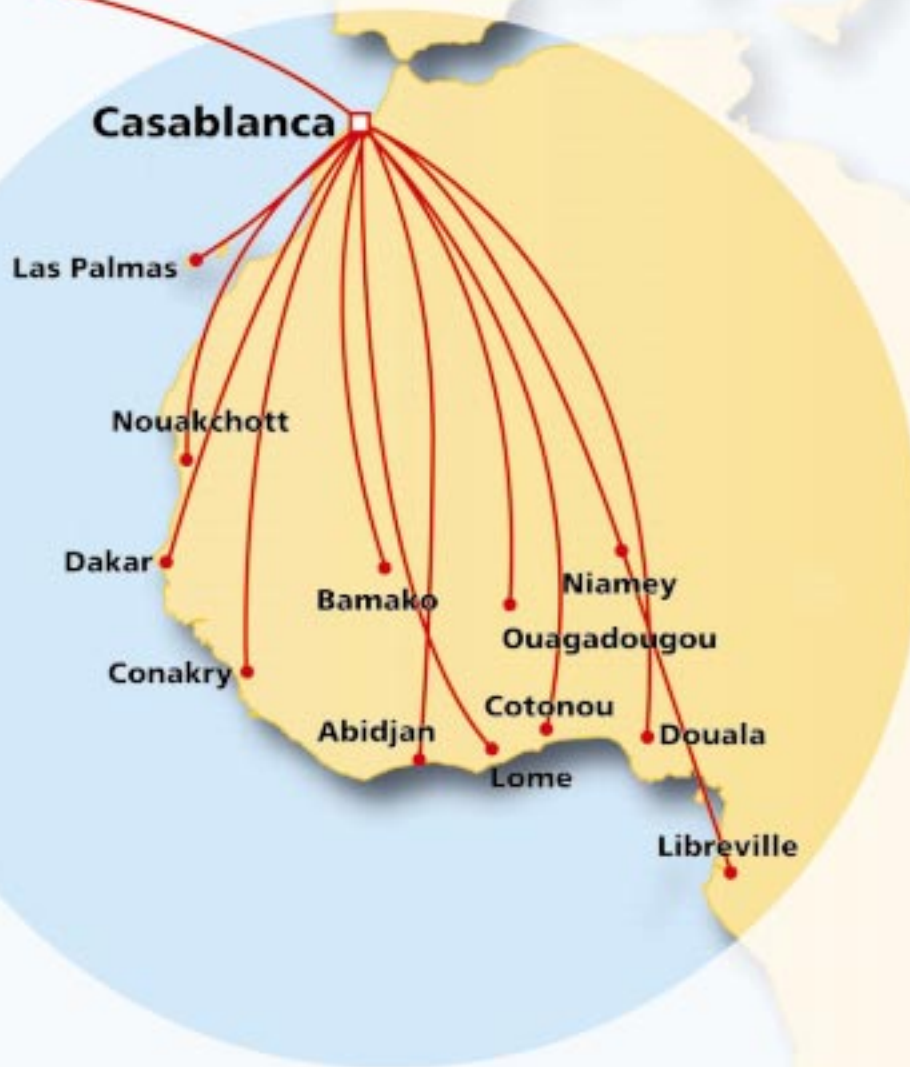 Casablanca
Las Palmas
Nouakchott
Dakar
Niamey
Bamako
Ouagadougou
Conakry
Cotonou
Abidjan
Douala
Lome
Libreville